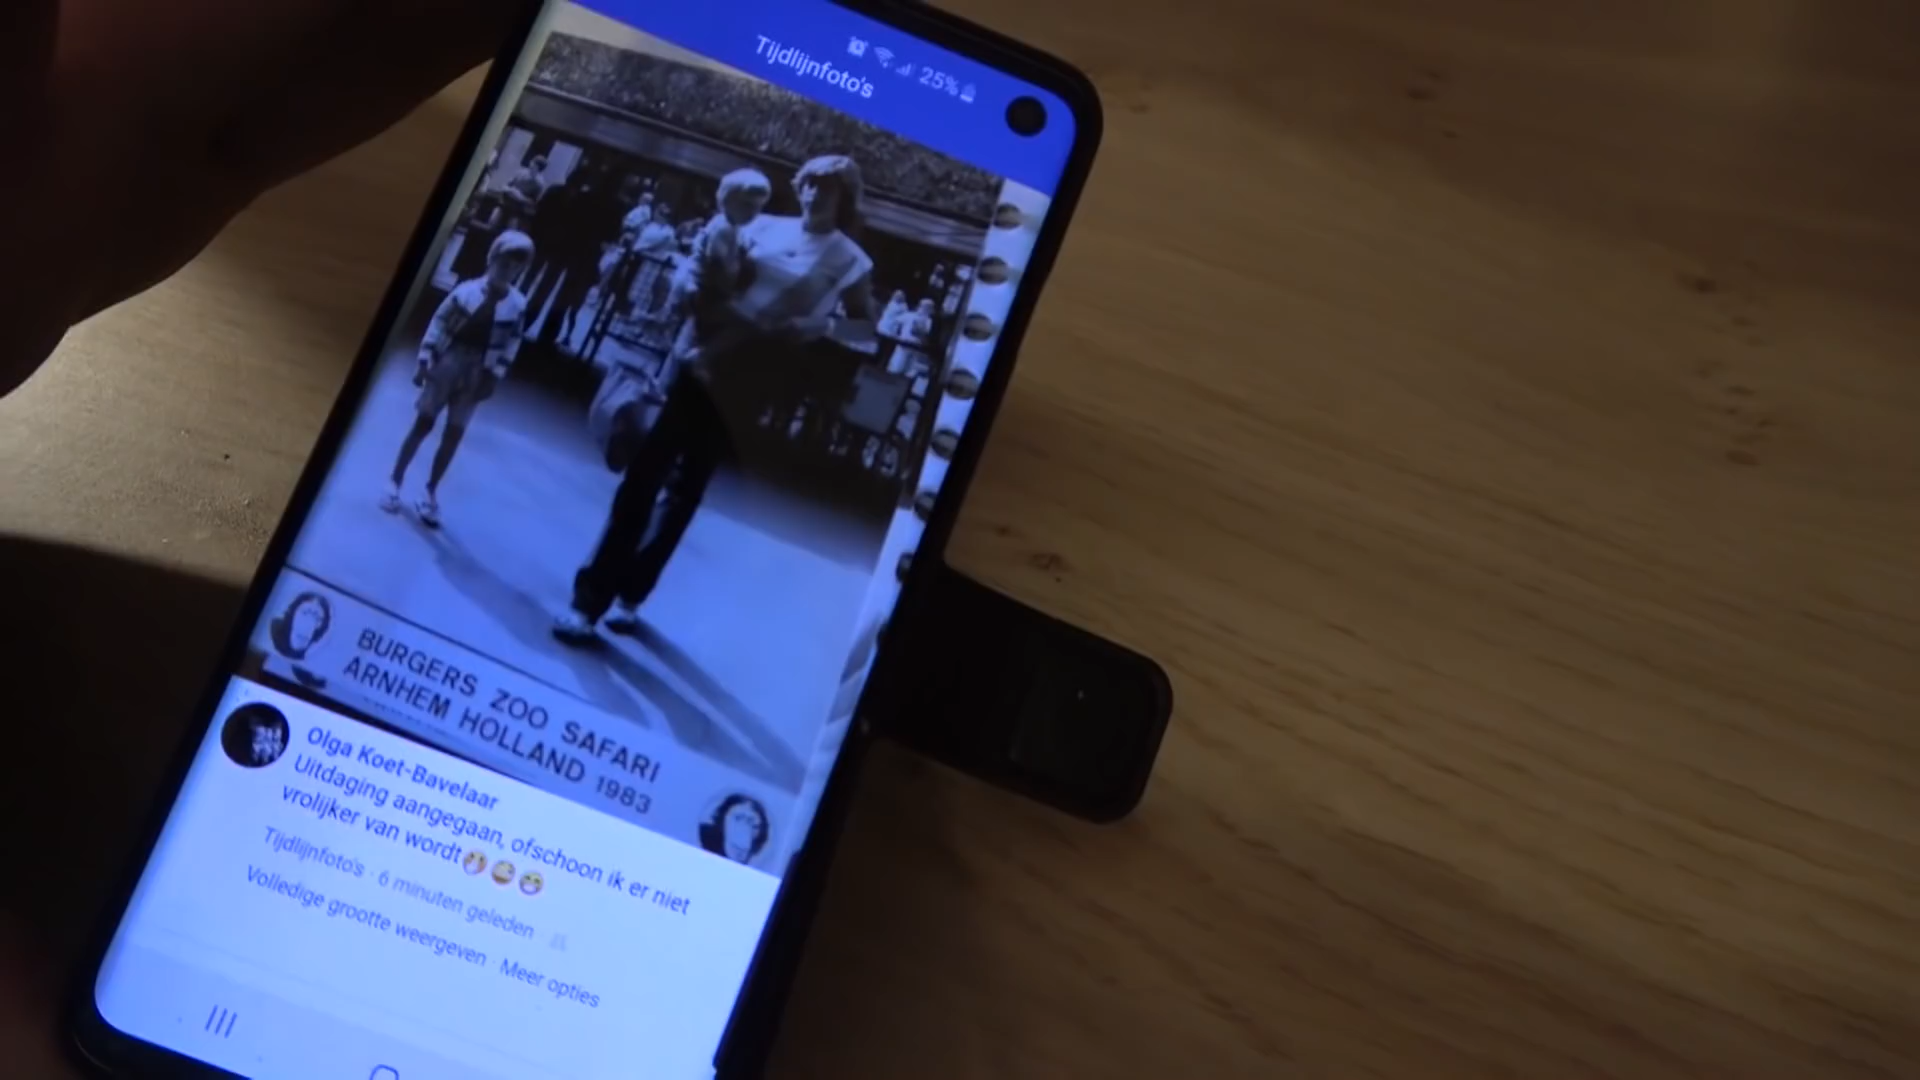 25%
Tijdlijnfoto's
BURGERS ZOO SAFARI
ARNHEM HOLLAND 1983
Olga Koet-Bavelaar
Uitdaging aangegaan, ofschoon ik er niet
vrolijker van wordt
Tijdlijnfoto's · 6 minuten geleden
Volledige grootte weergeven · Meer opties